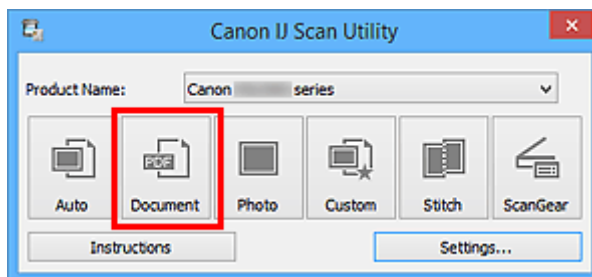 Canon IJ Scan Utility
Product Name: Canon series
PDF
Auto Document Photo Custom Stitch ScanGear
Instructions Settings...